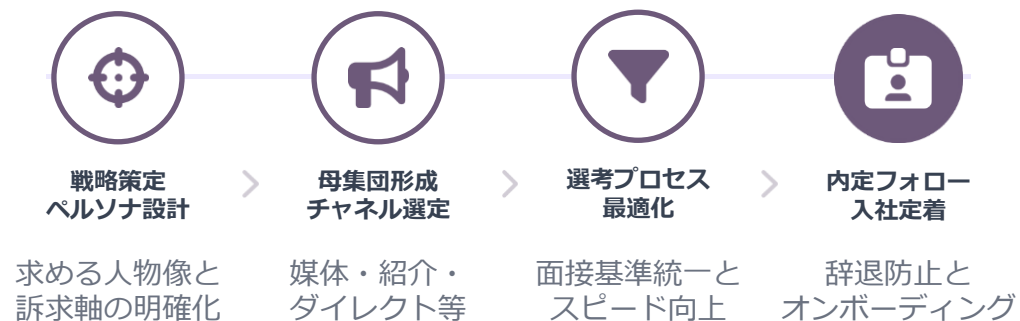 戦略策定
ペルソナ設計
求める人物像と
訴求軸の明確化
母集団形成
チャネル選定
媒体・紹介・
ダイレクト等
選考プロセス
最適化
面接基準統一と
スピード向上
内定フォロー
入社定着
辞退防止と
オンボーディング